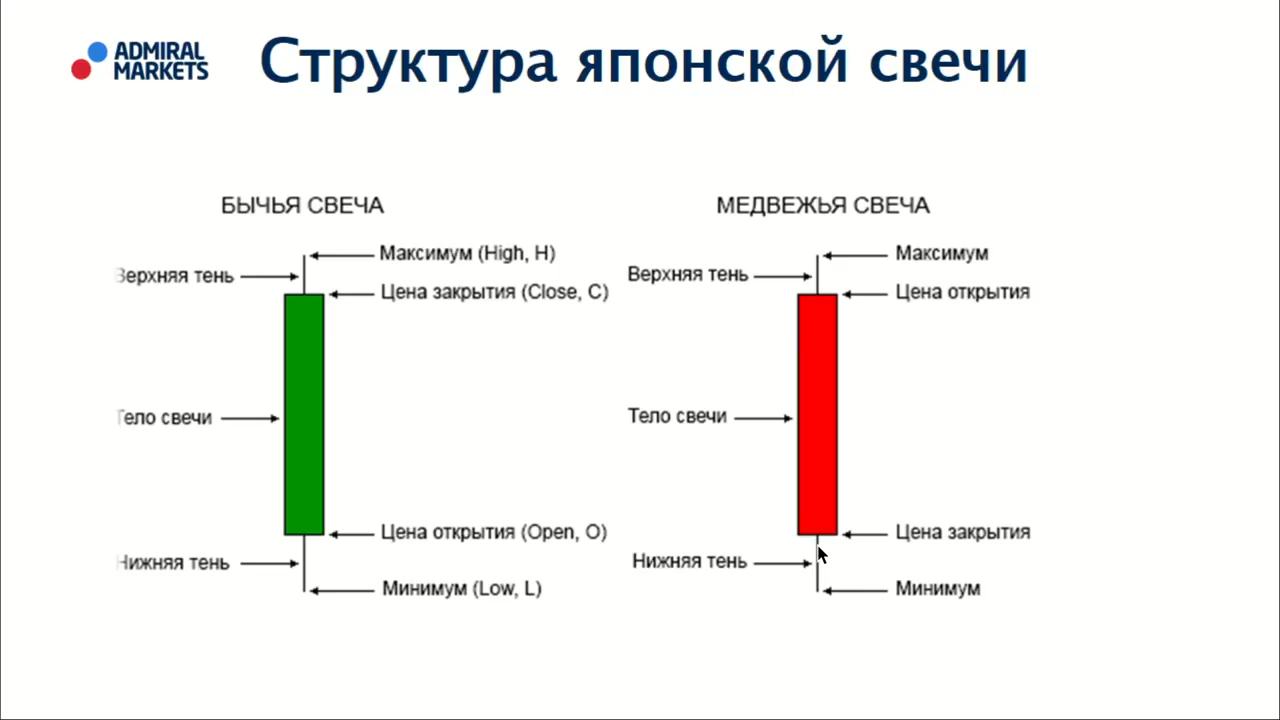 ADMIRAL
MARKETS
Структура японской свечи
БЫЧЬЯ СВЕЧА
Максимум (High, H)
Верхняя тень
Цена закрытия (Close, C)
Тело свечи
Цена открытия (Open, O)
Нижняя тень
Минимум (Low, L)
МЕДВЕЖЬЯ СВЕЧА
Максимум
Верхняя тень
Цена открытия
Тело свечи
Цена закрытия
Нижняя тень
Минимум